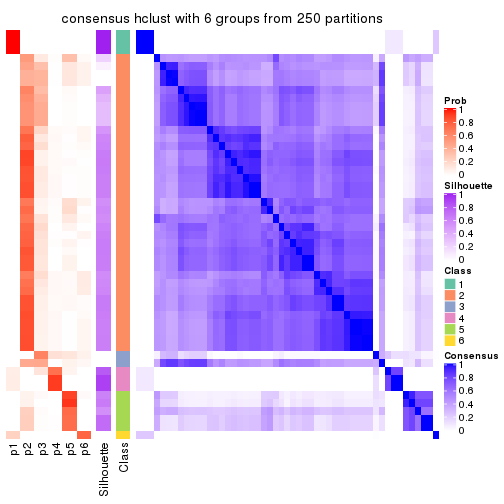 consensus hclust with 6 groups from 250 partitions
Prob
1
0.8
0.6
0.4
0.2
0
Silhouette
1
0.8
0.6
0.4
0.2
0
Class
1
2
3
4
5
6
Consensus
1
0.8
0.6
0.4
0.2
0
p1
p2
p3
p4
p5
p6
Silhouette
Class